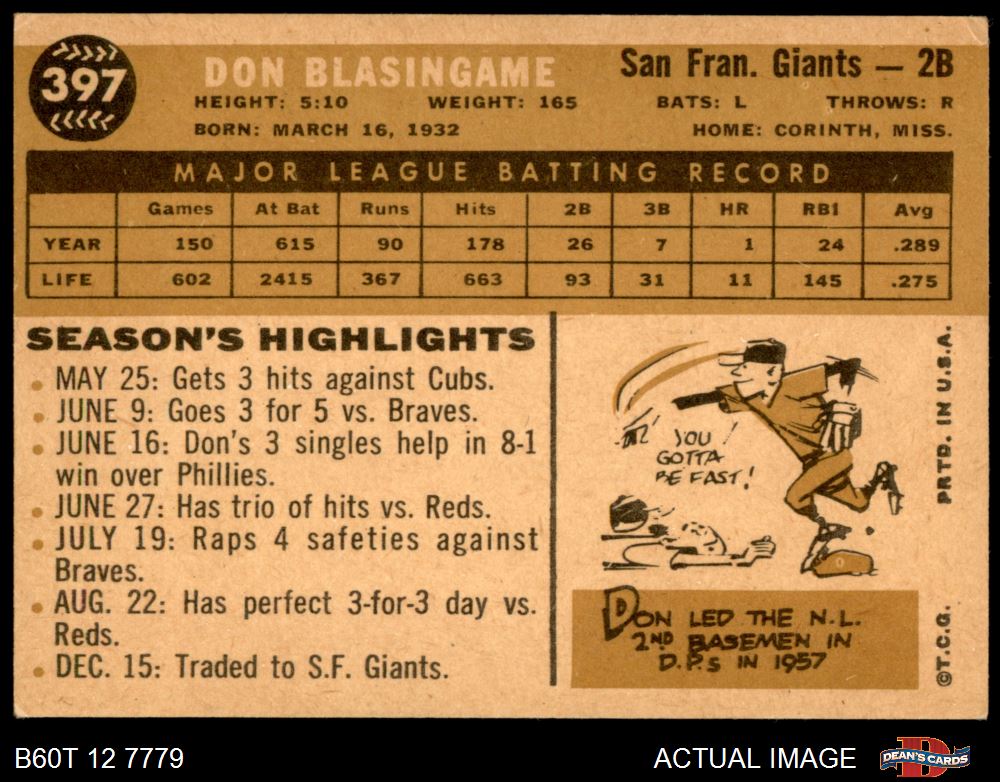 397
DON BLASINGAME
San Fran. Giants — 2B
HEIGHT: 5:10 WEIGHT: 165 BATS: L THROWS: R
BORN: MARCH 16, 1932 HOME: CORINTH, MISS.
MAJOR LEAGUE BATTING RECORD
Games At Bat Runs Hits 2B 3B HR RBI Avg
YEAR 150 615 90 178 26 7 1 24 .289
LIFE 602 2415 367 663 93 31 11 145 .275
SEASON'S HIGHLIGHTS
• MAY 25: Gets 3 hits against Cubs.
• JUNE 9: Goes 3 for 5 vs. Braves.
• JUNE 16: Don's 3 singles help in 8-1
win over Phillies.
• JUNE 27: Has trio of hits vs. Reds.
• JULY 19: Raps 4 safeties against
Braves.
• AUG. 22: Has perfect 3-for-3 day vs.
Reds.
• DEC. 15: Traded to S.F. Giants.
YOU
GOTTA
BE FAST!
DON LED THE N.L.
2ND BASEMEN IN
D.P.s IN 1957
©T.C.G. PRTD. IN U.S.A.
B60T 12 7779 ACTUAL IMAGE
DEAN'S CARDS